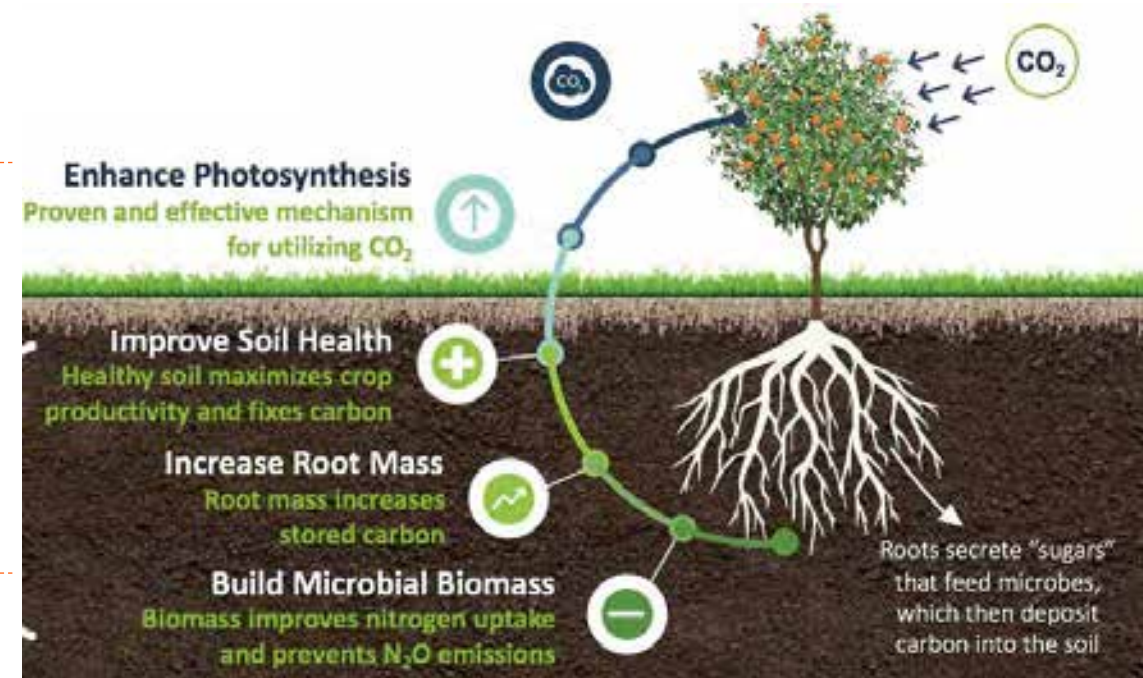 CO₂
CO₂
Enhance Photosynthesis
Proven and effective mechanism
for utilizing CO₂
Improve Soil Health
Healthy soil maximizes crop
productivity and fixes carbon
Increase Root Mass
Root mass increases
stored carbon
Build Microbial Biomass
Biomass improves nitrogen uptake
and prevents N₂O emissions
Roots secrete "sugars"
that feed microbes,
which then deposit
carbon into the soil